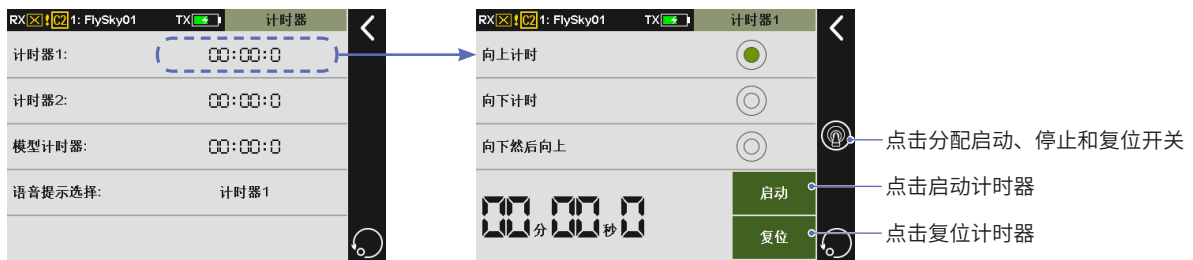 RX C2 1: FlySky01 TX 计时器
计时器1: 00:00:0
计时器2: 00:00:0
模型计时器: 00:00:0
语音提示选择: 计时器1
RX C2 1: FlySky01 TX 计时器1
向上计时
向下计时
向下然后向上
00分00秒0
启动
复位
点击分配启动、停止和复位开关
点击启动计时器
点击复位计时器